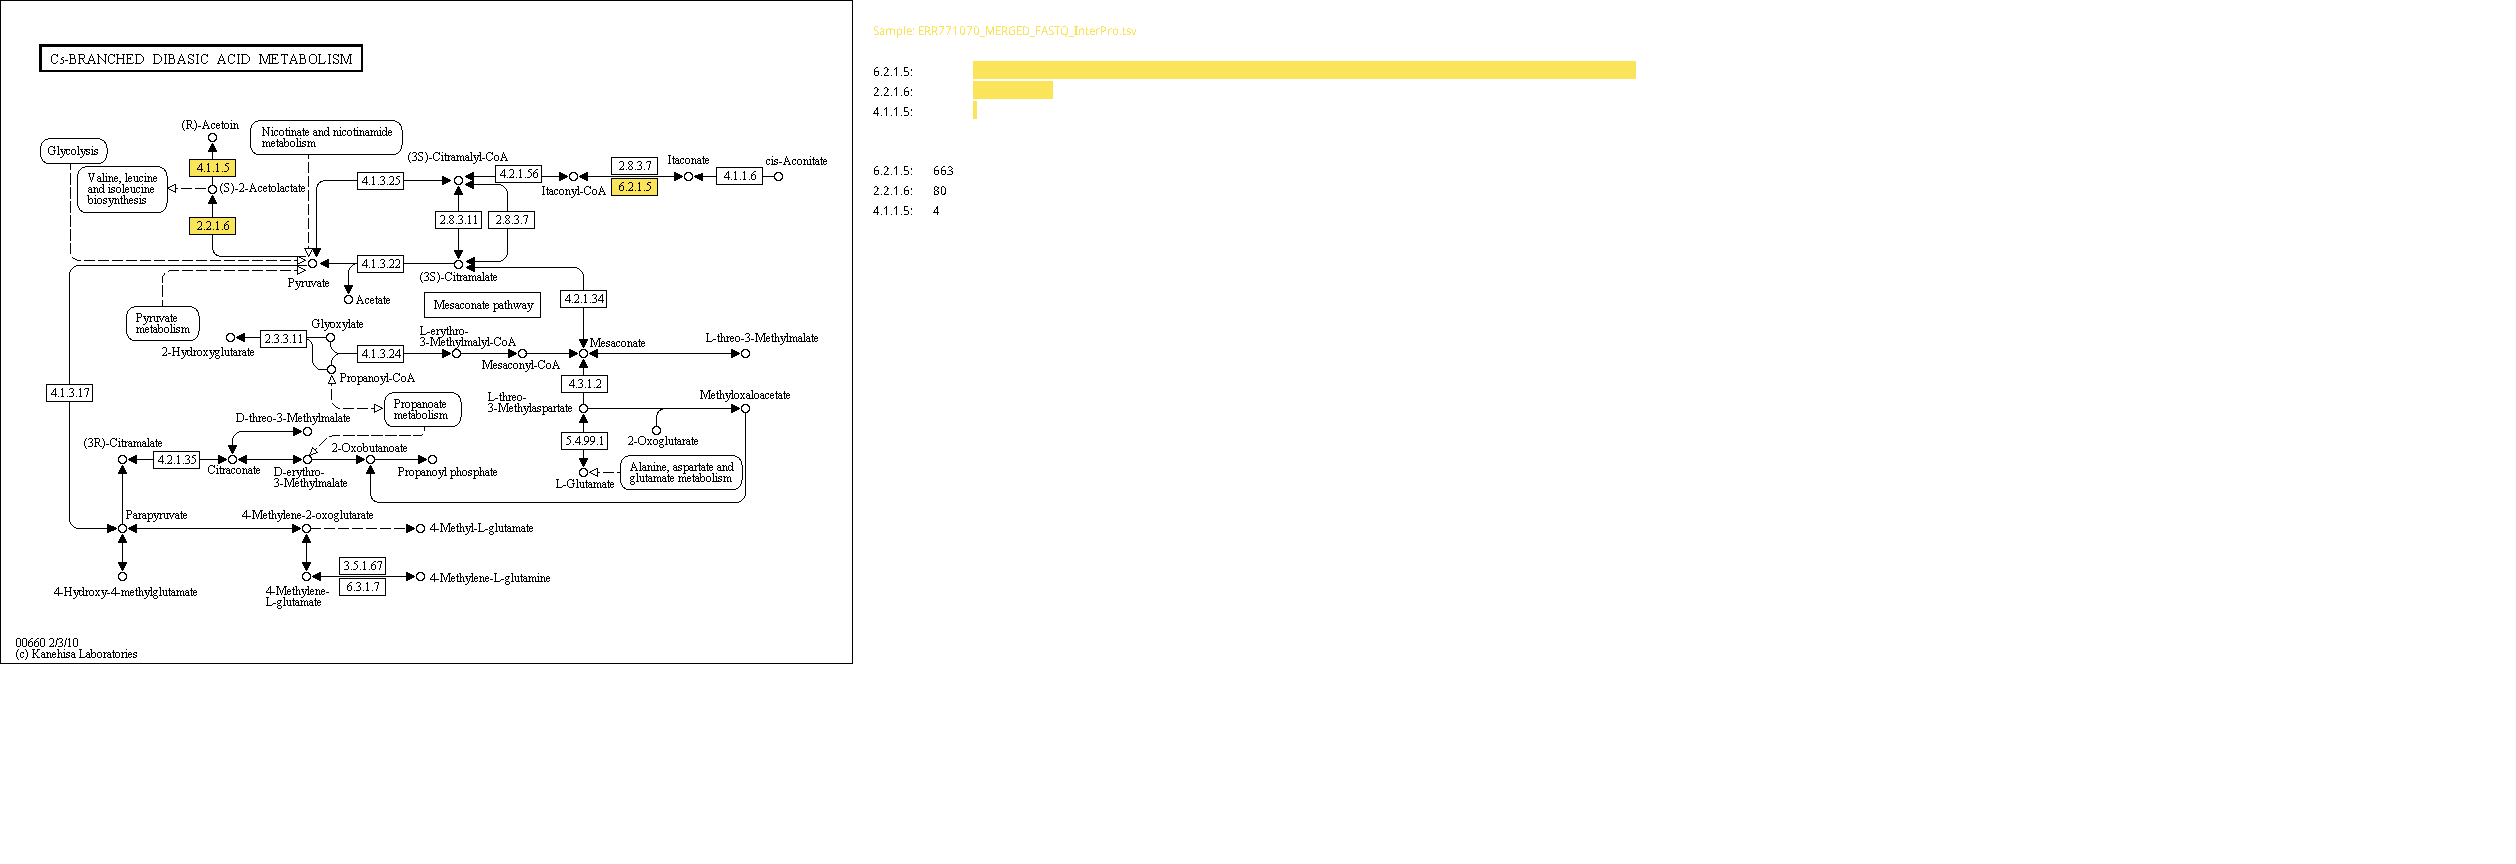 C5-BRANCHED DIBASIC ACID METABOLISM
(R)-Acetoin
Nicotinate and nicotinamide
metabolism
Glycolysis
4.1.1.5
Valine, leucine
and isoleucine
biosynthesis
(S)-2-Acetolactate
2.2.1.6
4.1.3.25
(3S)-Citramalyl-CoA
4.2.1.56
Itaconyl-CoA
2.8.3.7
6.2.1.5
Itaconate
4.1.1.6
cis-Aconitate
2.8.3.11
2.8.3.7
4.1.3.22
Pyruvate
(3S)-Citramalate
Acetate
Mesaconate pathway
4.2.1.34
Pyruvate
metabolism
Glyoxylate
2.3.3.11
2-Hydroxyglutarate
4.1.3.24
L-erythro-
3-Methylmalyl-CoA
Mesaconyl-CoA
Mesaconate
L-threo-3-Methylmalate
Propanoyl-CoA
4.3.1.2
4.1.3.17
Propanoate
metabolism
L-threo-
3-Methylaspartate
Methyloxaloacetate
D-threo-3-Methylmalate
2-Oxoglutarate
5.4.99.1
(3R)-Citramalate
4.2.1.35
Citraconate
D-erythro-
3-Methylmalate
2-Oxobutanoate
Propanoyl phosphate
L-Glutamate
Alanine, aspartate and
glutamate metabolism
Parapyruvate
4-Methylene-2-oxoglutarate
4-Methyl-L-glutamate
3.5.1.67
6.3.1.7
4-Methylene-L-glutamine
4-Hydroxy-4-methylglutamate
4-Methylene-
L-glutamate
00660 2/3/10
(c) Kanehisa Laboratories
Sample: ERR771070_MERGED_FASTQ_InterPro.tsv
6.2.1.5:
2.2.1.6:
4.1.1.5:
6.2.1.5: 663
2.2.1.6: 80
4.1.1.5: 4